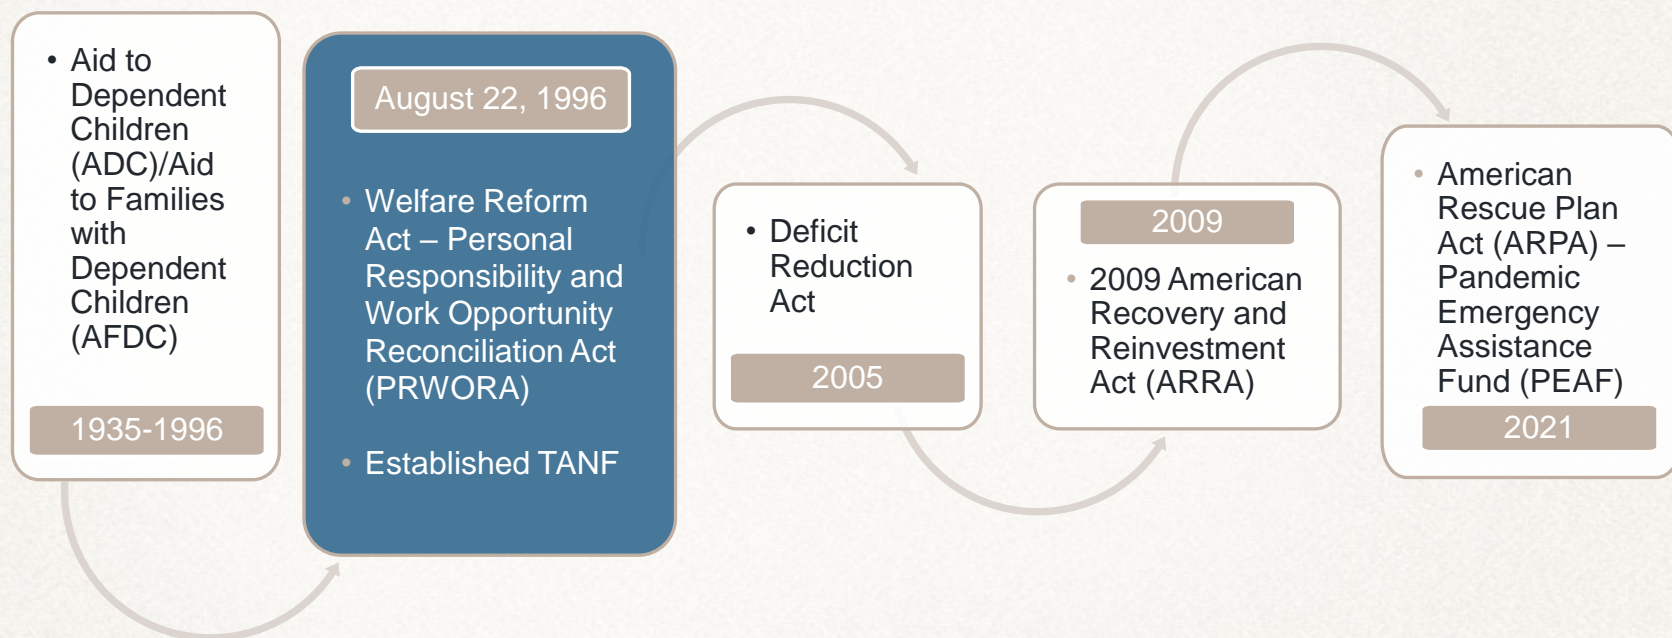 • Aid to
Dependent
Children
(ADC)/Aid
to Families
with
Dependent
Children
(AFDC)
1935-1996
August 22, 1996
• Welfare Reform
Act – Personal
Responsibility and
Work Opportunity
Reconciliation Act
(PRWORA)
• Established TANF
• Deficit
Reduction
Act
2005
2009
• 2009 American
Recovery and
Reinvestment
Act (ARRA)
• American
Rescue Plan
Act (ARPA) –
Pandemic
Emergency
Assistance
Fund (PEAF)
2021